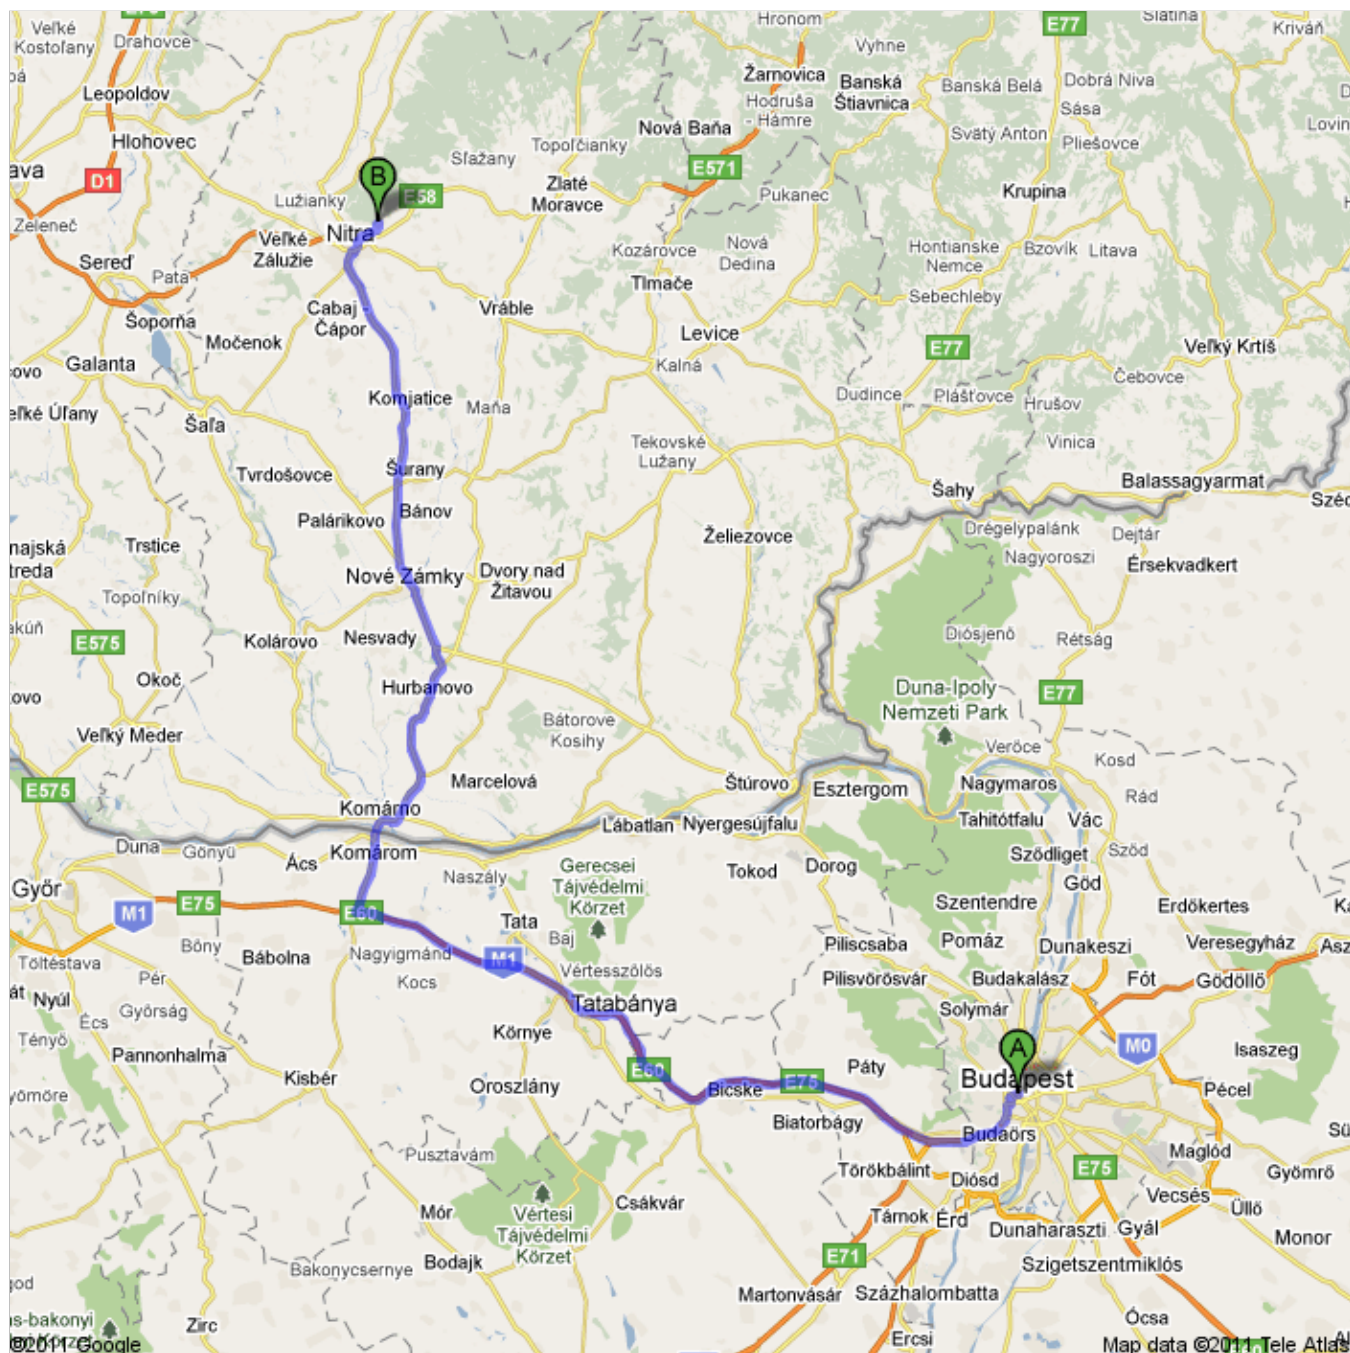 E75
E77
Slatina
Veľké
Kostoľany
Drahovce
Hronom
Vyhne
Kriváň
Žarnovica
Banská
Štiavnica
Banská Belá
Dobrá Niva
Leopoldov
Hodruša
- Hámre
Sása
Hlohovec
Nová Baňa
Svätý Anton
Pliešovce
Topoľčianky
Sľažany
E571
B
D1
Lužianky
E58
Zlaté
Moravce
Pukanec
Krupina
Zeleneč
Nitra
Veľké
Zálužie
Kozárovce
Nová
Dedina
Hontianske
Nemce
Bzovík
Litava
Sereď
Pata
Tlmače
Sebechleby
Cabaj -
Čápor
Vráble
Šoporňa
Močenok
Levice
E77
Veľký Krtíš
Galanta
Kalná
Čebovce
Komjatice
Maňa
Dudince
Plášťovce
Hrušov
Šaľa
Tekovské
Lužany
Vinica
Tvrdošovce
Šurany
Balassagyarmat
Šahy
Palárikovo
Bánov
Drégelypalánk
Dejtár
Trstice
Želiezovce
Nagyoroszi
Érsekvadkert
Nové Zámky
Dvory nad
Žitavou
Topoľníky
E575
Kolárovo
Nesvady
Diósjenő
Rétság
Okoč
Hurbanovo
Duna-Ipoly
Nemzeti Park
E77
Bátorove
Kosihy
Veľký Meder
Verőce
Kosd
E575
Marcelová
Štúrovo
Esztergom
Nagymaros
Rád
Komárno
Lábatlan
Nyergesújfalu
Tahitótfalu
Vác
Duna
Gönyü
Ács
Komárom
Naszály
Gerecsei
Tájvédelmi
Körzet
Tokod
Dorog
Sződliget
Sződ
Győr
Göd
E75
M1
E60
Tata
Szentendre
Erdőkertes
Baj
Bőny
Bábolna
Nagyigmánd
M1
Vértesszőlős
Piliscsaba
Pomáz
Dunakeszi
Veresegyház
Töltéstava
Pér
Kocs
Pilisvörösvár
Budakalász
Fót
Gödöllő
Nyúl
Győrság
Tatabánya
Écs
Környe
Solymár
Tényő
Pannonhalma
A
M0
Isaszeg
Kisbér
Oroszlány
E60
Bicske
E75
Páty
Budapest
Pécel
Biatorbágy
Budaörs
Pusztavám
Maglód
Törökbálint
E75
Gyömrő
Mór
Vértesi
Tájvédelmi
Körzet
Csákvár
Diósd
Vecsés
Üllő
Tárnok
Érd
Dunaharaszti
Gyál
Monor
Bodajk
E71
Bakonycsernye
Martonvásár
Százhalombatta
Szigetszentmiklós
Ócsa
Zirc
Ercsi
©2011 Google
Map data ©2011 Tele Atlas